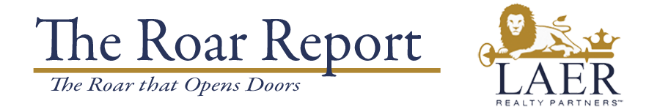 The Roar Report
The Roar that Opens Doors
LAER
REALTY PARTNERS™